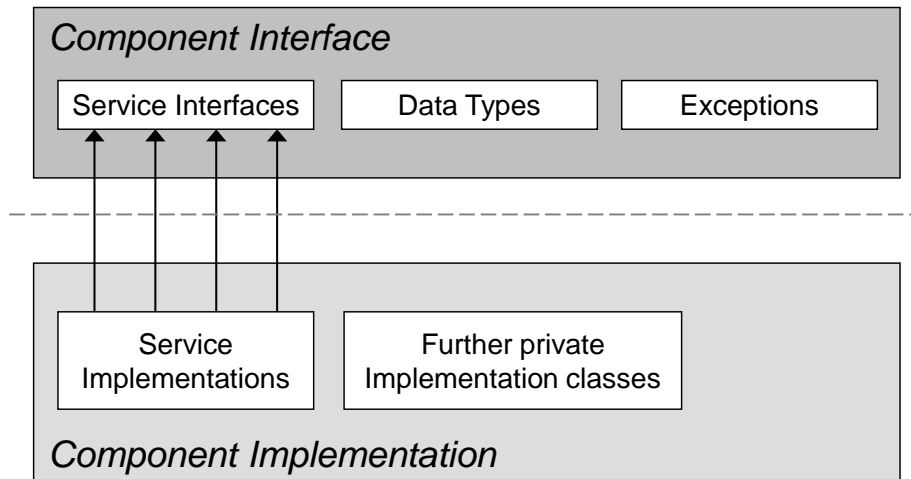 Component Interface
Service Interfaces
Data Types
Exceptions
Service
Implementations
Further private
Implementation classes
Component Implementation